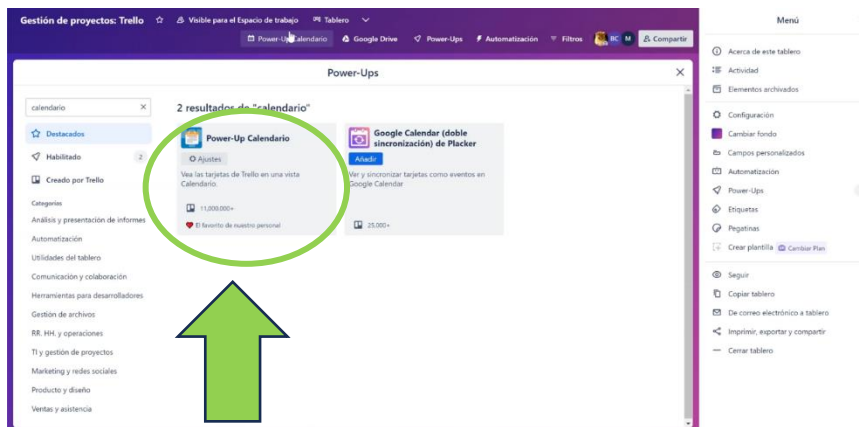 Gestión de proyectos: Trello
Visible para el Espacio de trabajo
Tablero
Power-Up Calendario
Google Drive
Power-Ups
Automatización
Filtros
BC
M
Compartir
Power-Ups
calendario
Destacados
Habilitado 2
Creado por Trello
Categorías
Análisis y presentación de informes
Automatización
Utilidades del tablero
Comunicación y colaboración
Herramientas para desarrolladores
Gestión de archivos
RR. HH. y operaciones
TI y gestión de proyectos
Marketing y redes sociales
Producto y diseño
Ventas y asistencia
2 resultados de "calendario"
Power-Up Calendario
Ajustes
Vea las tarjetas de Trello en una vista
Calendario.
11,000,000+
El favorito de nuestro personal
Google Calendar (doble
sincronización) de Placker
Añadir
Ver y sincronizar tarjetas como eventos en
Google Calendar
25,000+
Menú
Acerca de este tablero
Actividad
Elementos archivados
Configuración
Cambiar fondo
Campos personalizados
Automatización
Power-Ups
Etiquetas
Pegatinas
Crear plantilla Cambiar Plan
Seguir
Copiar tablero
De correo electrónico a tablero
Imprimir, exportar y compartir
Cerrar tablero